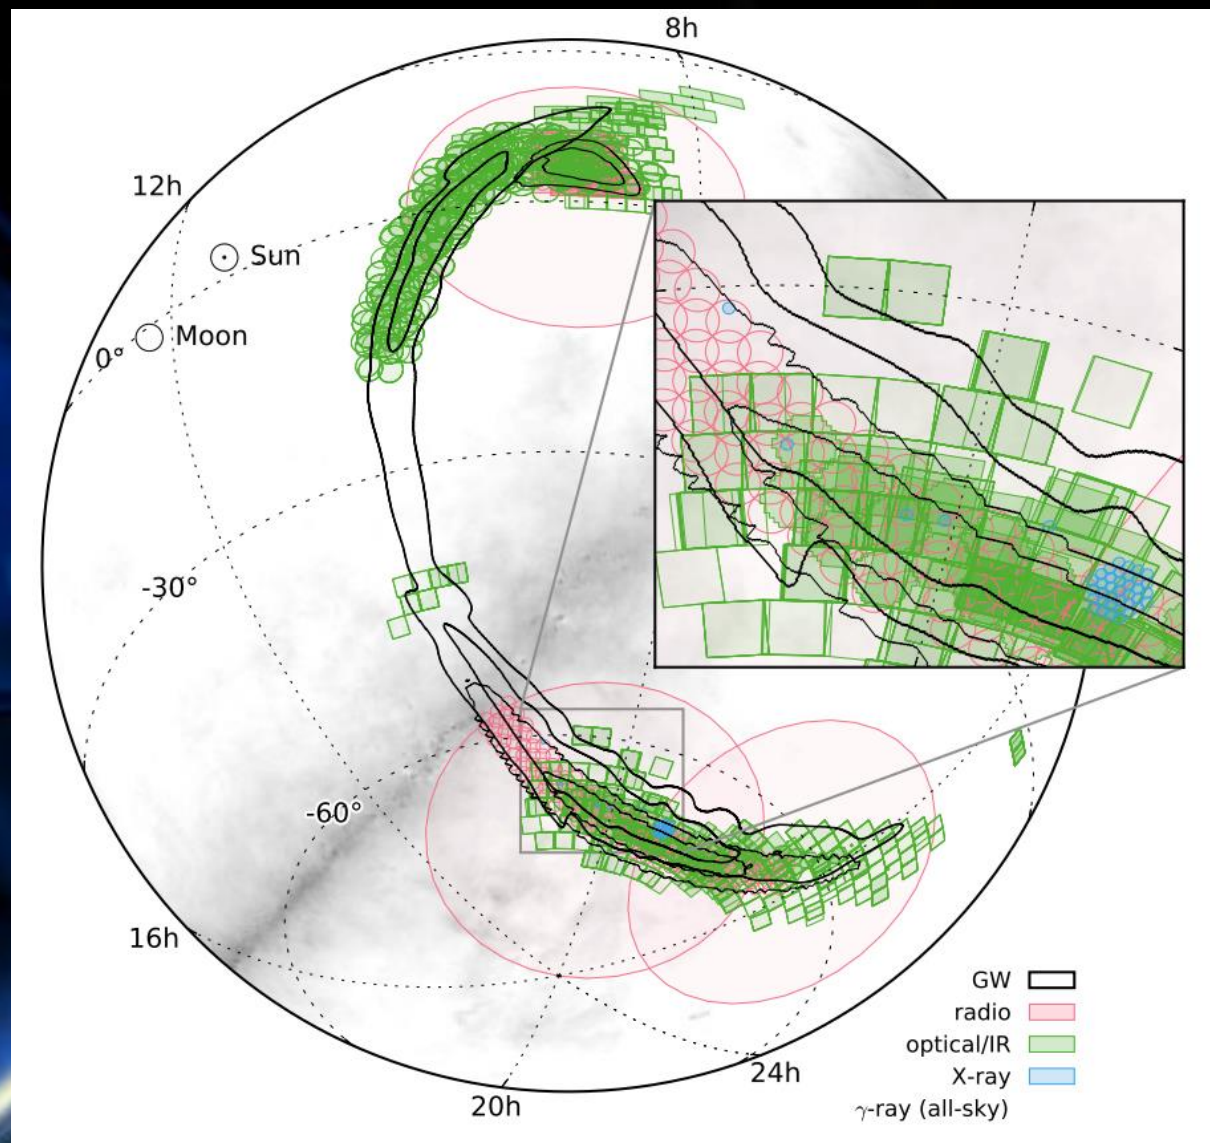 8h
12h
Sun
Moon
0°
-30°
-60°
16h
20h
24h
GW
radio
optical/IR
X-ray
γ-ray (all-sky)